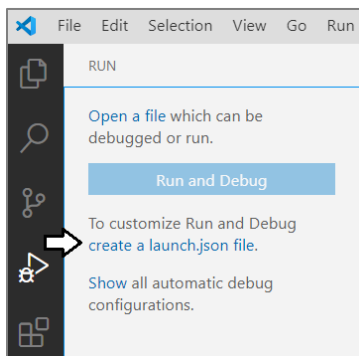 File Edit Selection View Go Run
RUN
Open a file which can be
debugged or run.
Run and Debug
To customize Run and Debug
create a launch.json file.
Show all automatic debug
configurations.